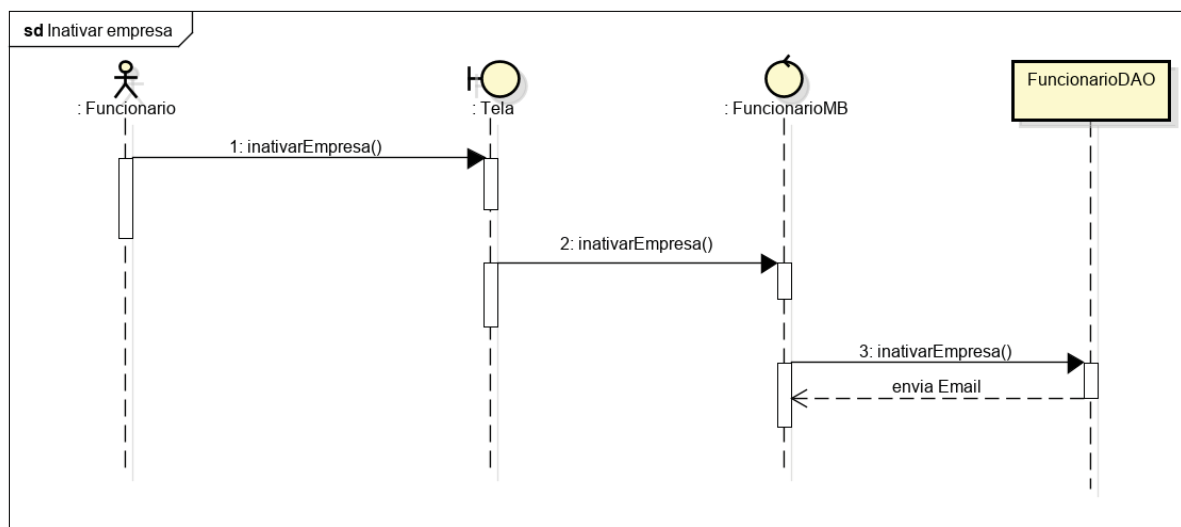 sd Inativar empresa
: Funcionario
: Tela
: FuncionarioMB
FuncionarioDAO
1: inativarEmpresa()
2: inativarEmpresa()
3: inativarEmpresa()
envia Email